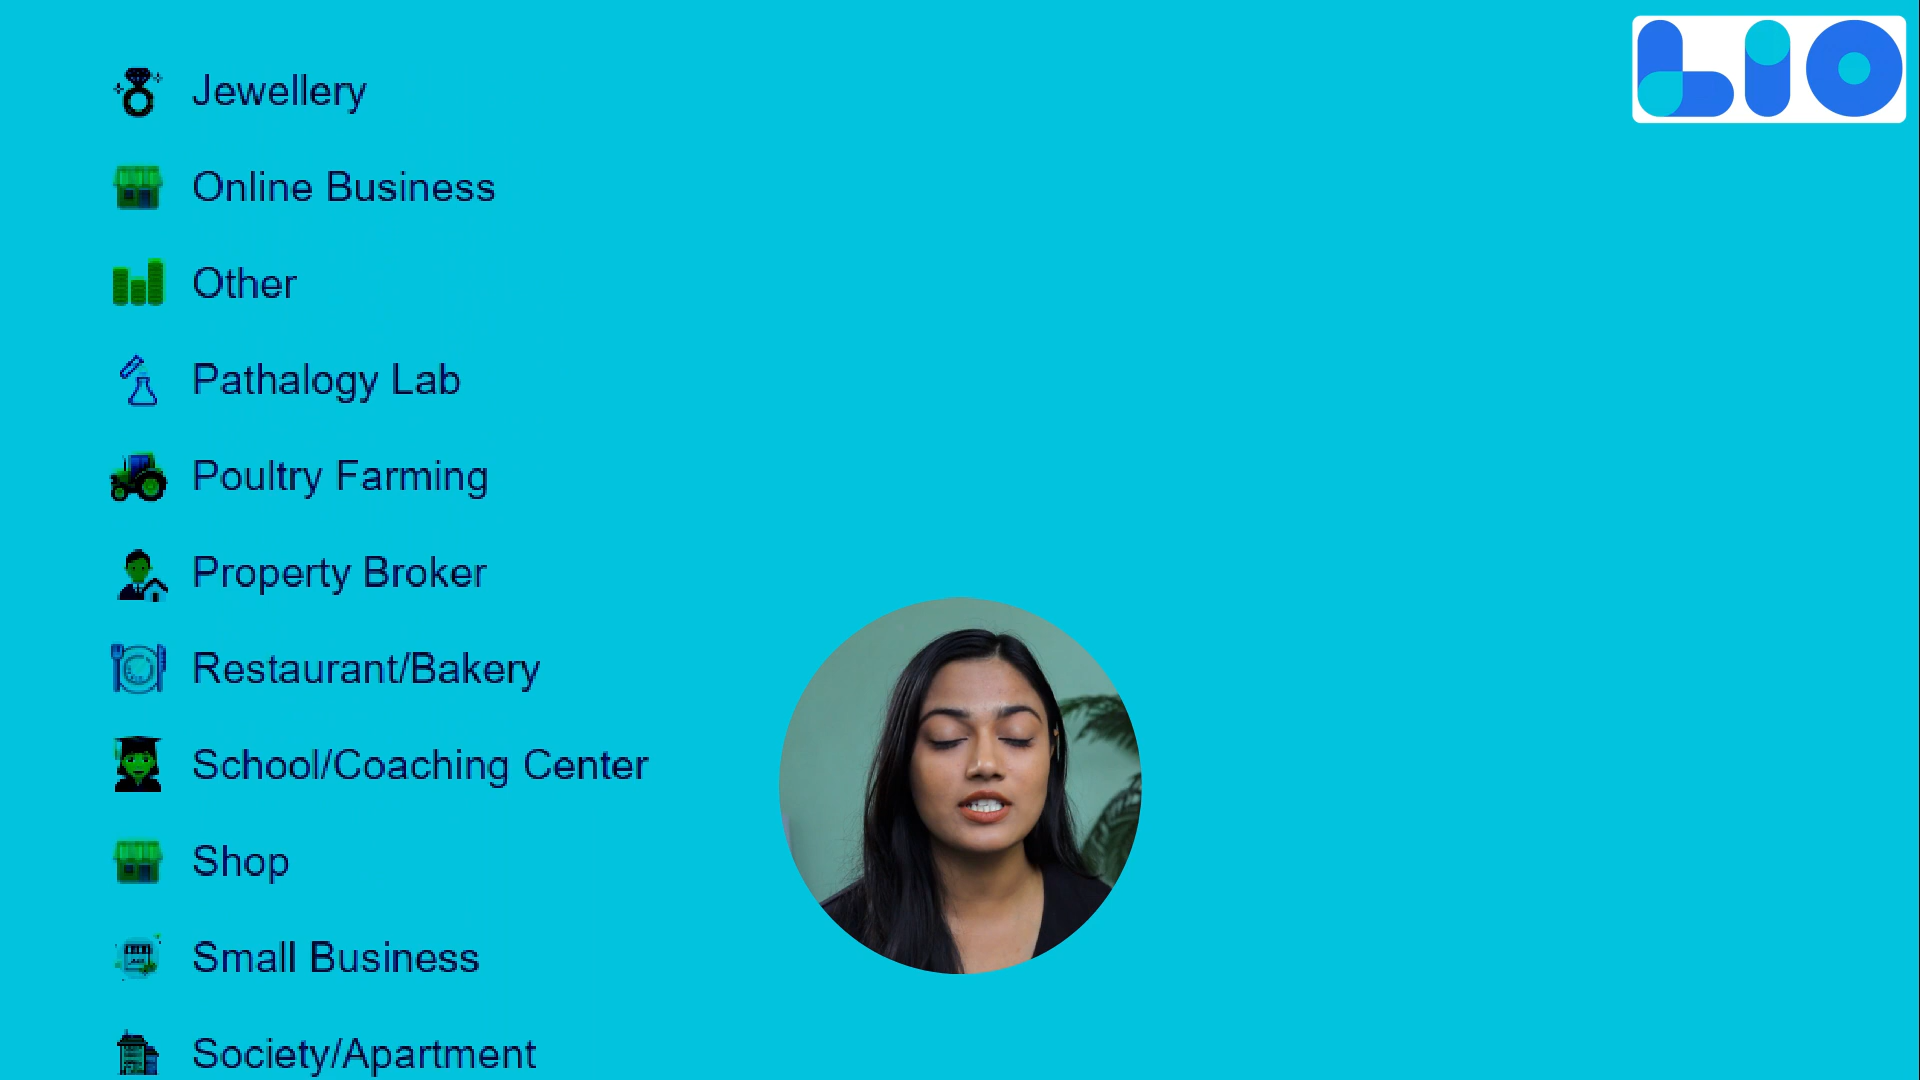 LIO
Jewellery
Online Business
Other
Pathalogy Lab
Poultry Farming
Property Broker
Restaurant/Bakery
School/Coaching Center
Shop
Small Business
Society/Apartment